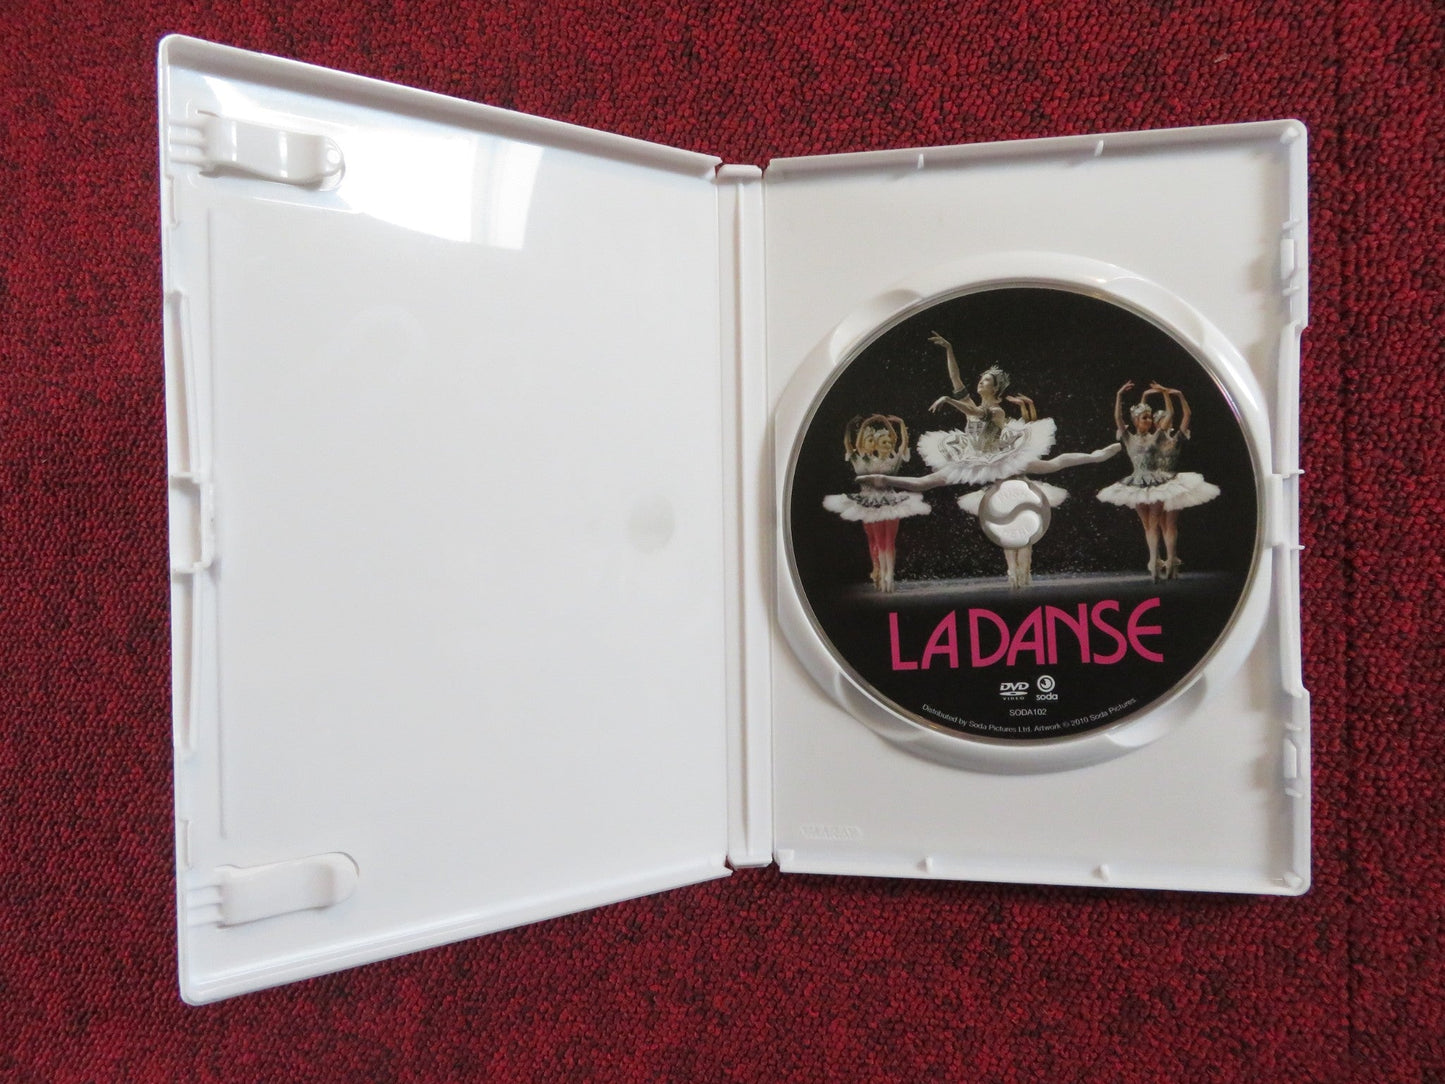 LA DANSE
DVD
VIDEO
soda
SODA102
Distributed by Soda Pictures Ltd. Artwork © 2010 Soda Pictures.